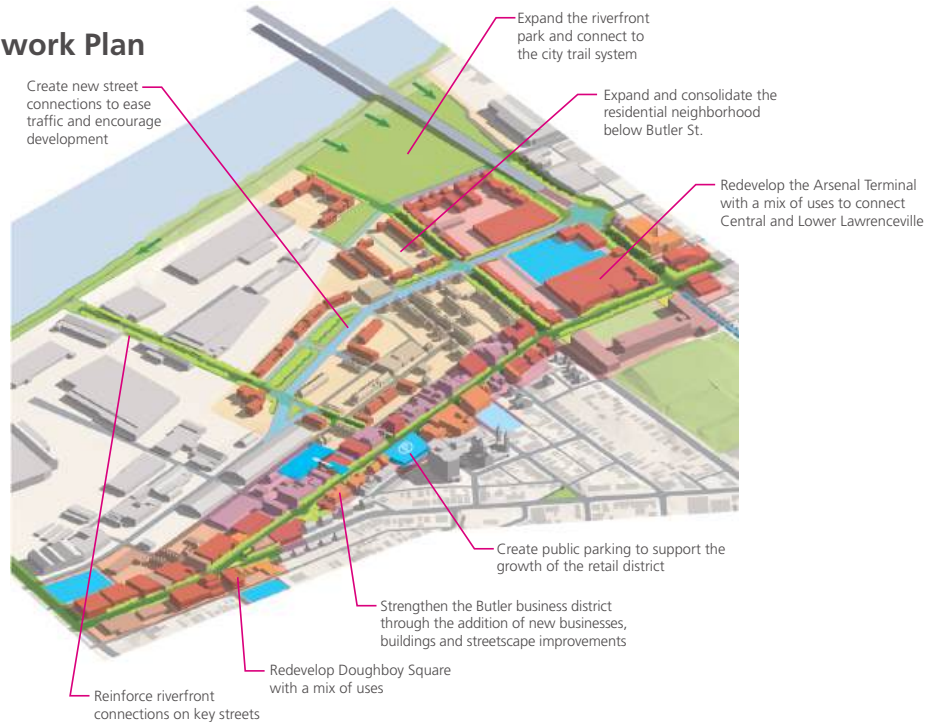 work Plan
Expand the riverfront
park and connect to
the city trail system
Create new street
connections to ease
traffic and encourage
development
Expand and consolidate the
residential neighborhood
below Butler St.
Redevelop the Arsenal Terminal
with a mix of uses to connect
Central and Lower Lawrenceville
Create public parking to support the
growth of the retail district
Strengthen the Butler business district
through the addition of new businesses,
buildings and streetscape improvements
Redevelop Doughboy Square
with a mix of uses
Reinforce riverfront
connections on key streets